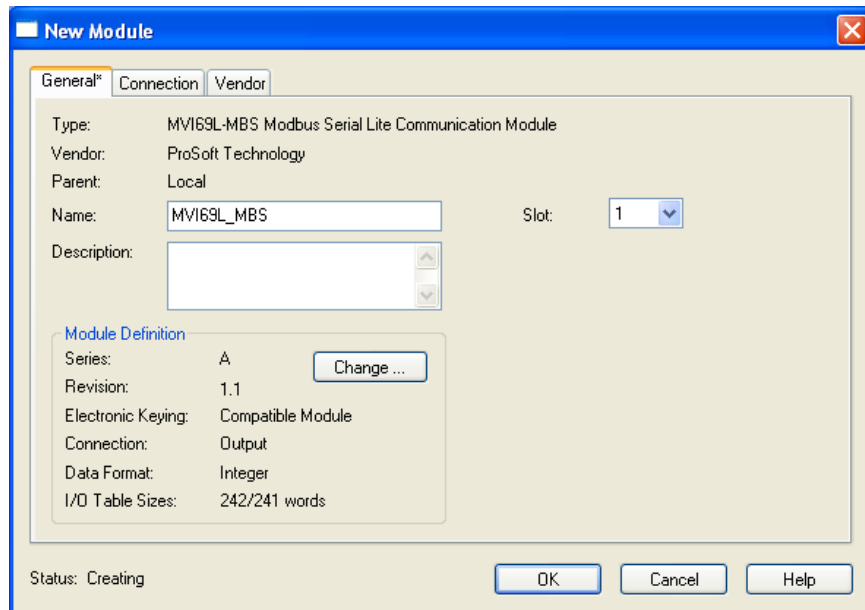 New Module
General* Connection Vendor
Type: MVI69L-MBS Modbus Serial Lite Communication Module
Vendor: ProSoft Technology
Parent: Local
Name: MVI69L_MBS Slot: 1
Description:
Module Definition
Series: A Change ...
Revision: 1.1
Electronic Keying: Compatible Module
Connection: Output
Data Format: Integer
I/O Table Sizes: 242/241 words
Status: Creating OK Cancel Help